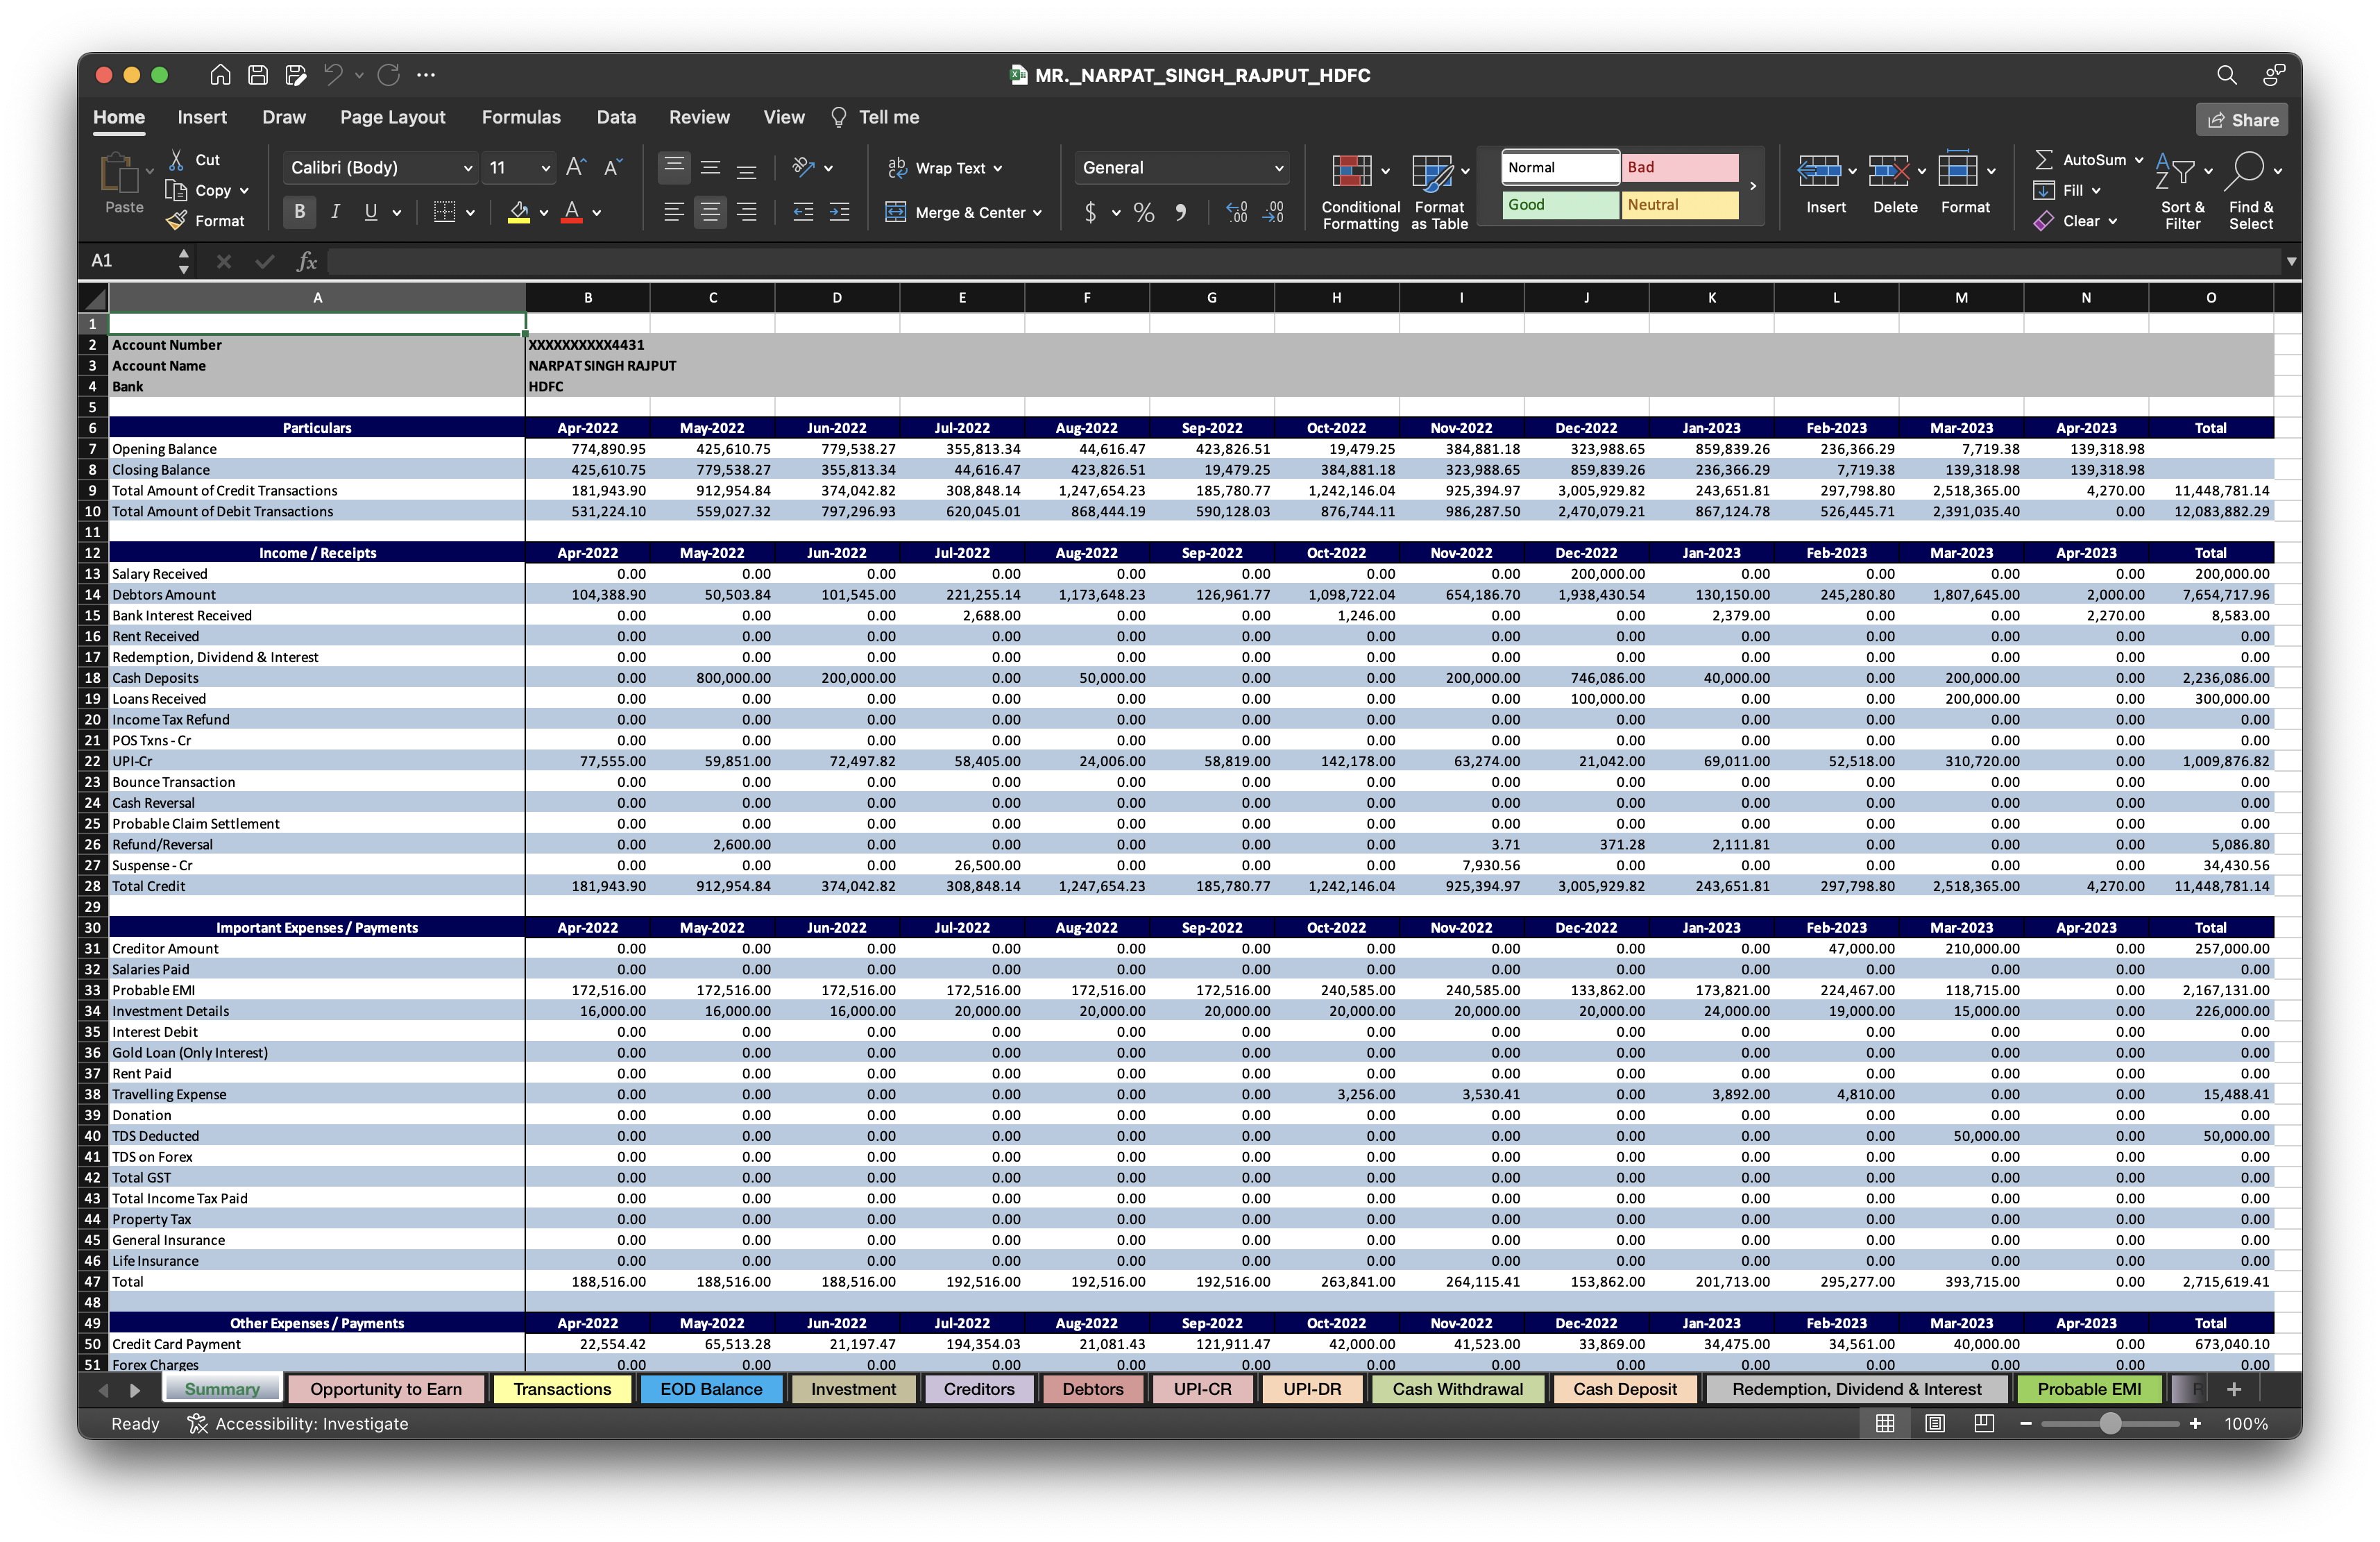 MR._NARPAT_SINGH_RAJPUT_HDFC
Home Insert Draw Page Layout Formulas Data Review View Tell me Share
Paste Cut Copy Format
Calibri (Body) 11 A A B I U A
ab Wrap Text Merge & Center
General $ % .00 .00
Conditional Formatting Format as Table
Normal Bad Good Neutral
Insert Delete Format
AutoSum Fill Clear Sort & Filter Find & Select
A1 fx
A B C D E F G H I J K L M N O
1
2 Account Number XXXXXXXXXX4431
3 Account Name NARPAT SINGH RAJPUT
4 Bank HDFC
5
6 Particulars Apr-2022 May-2022 Jun-2022 Jul-2022 Aug-2022 Sep-2022 Oct-2022 Nov-2022 Dec-2022 Jan-2023 Feb-2023 Mar-2023 Apr-2023 Total
7 Opening Balance 774,890.95 425,610.75 779,538.27 355,813.34 44,616.47 423,826.51 19,479.25 384,881.18 323,988.65 859,839.26 236,366.29 7,719.38 139,318.98
8 Closing Balance 425,610.75 779,538.27 355,813.34 44,616.47 423,826.51 19,479.25 384,881.18 323,988.65 859,839.26 236,366.29 7,719.38 139,318.98 139,318.98
9 Total Amount of Credit Transactions 181,943.90 912,954.84 374,042.82 308,848.14 1,247,654.23 185,780.77 1,242,146.04 925,394.97 3,005,929.82 243,651.81 297,798.80 2,518,365.00 4,270.00 11,448,781.14
10 Total Amount of Debit Transactions 531,224.10 559,027.32 797,296.93 620,045.01 868,444.19 590,128.03 876,744.11 986,287.50 2,470,079.21 867,124.78 526,445.71 2,391,035.40 0.00 12,083,882.29
11
12 Income / Receipts Apr-2022 May-2022 Jun-2022 Jul-2022 Aug-2022 Sep-2022 Oct-2022 Nov-2022 Dec-2022 Jan-2023 Feb-2023 Mar-2023 Apr-2023 Total
13 Salary Received 0.00 0.00 0.00 0.00 0.00 0.00 0.00 0.00 200,000.00 0.00 0.00 0.00 0.00 200,000.00
14 Debtors Amount 104,388.90 50,503.84 101,545.00 221,255.14 1,173,648.23 126,961.77 1,098,722.04 654,186.70 1,938,430.54 130,150.00 245,280.80 1,807,645.00 2,000.00 7,654,717.96
15 Bank Interest Received 0.00 0.00 0.00 2,688.00 0.00 0.00 1,246.00 0.00 0.00 2,379.00 0.00 0.00 2,270.00 8,583.00
16 Rent Received 0.00 0.00 0.00 0.00 0.00 0.00 0.00 0.00 0.00 0.00 0.00 0.00 0.00 0.00
17 Redemption, Dividend & Interest 0.00 0.00 0.00 0.00 0.00 0.00 0.00 0.00 0.00 0.00 0.00 0.00 0.00 0.00
18 Cash Deposits 0.00 800,000.00 200,000.00 0.00 50,000.00 0.00 0.00 200,000.00 746,086.00 40,000.00 0.00 200,000.00 0.00 2,236,086.00
19 Loans Received 0.00 0.00 0.00 0.00 0.00 0.00 0.00 0.00 100,000.00 0.00 0.00 200,000.00 0.00 300,000.00
20 Income Tax Refund 0.00 0.00 0.00 0.00 0.00 0.00 0.00 0.00 0.00 0.00 0.00 0.00 0.00 0.00
21 POS Txns - Cr 0.00 0.00 0.00 0.00 0.00 0.00 0.00 0.00 0.00 0.00 0.00 0.00 0.00 0.00
22 UPI-Cr 77,555.00 59,851.00 72,497.82 58,405.00 24,006.00 58,819.00 142,178.00 63,274.00 21,042.00 69,011.00 52,518.00 310,720.00 0.00 1,009,876.82
23 Bounce Transaction 0.00 0.00 0.00 0.00 0.00 0.00 0.00 0.00 0.00 0.00 0.00 0.00 0.00 0.00
24 Cash Reversal 0.00 0.00 0.00 0.00 0.00 0.00 0.00 0.00 0.00 0.00 0.00 0.00 0.00 0.00
25 Probable Claim Settlement 0.00 0.00 0.00 0.00 0.00 0.00 0.00 0.00 0.00 0.00 0.00 0.00 0.00 0.00
26 Refund/Reversal 0.00 2,600.00 0.00 0.00 0.00 0.00 0.00 3.71 371.28 2,111.81 0.00 0.00 0.00 5,086.80
27 Suspense - Cr 0.00 0.00 0.00 26,500.00 0.00 0.00 0.00 7,930.56 0.00 0.00 0.00 0.00 0.00 34,430.56
28 Total Credit 181,943.90 912,954.84 374,042.82 308,848.14 1,247,654.23 185,780.77 1,242,146.04 925,394.97 3,005,929.82 243,651.81 297,798.80 2,518,365.00 4,270.00 11,448,781.14
29
30 Important Expenses / Payments Apr-2022 May-2022 Jun-2022 Jul-2022 Aug-2022 Sep-2022 Oct-2022 Nov-2022 Dec-2022 Jan-2023 Feb-2023 Mar-2023 Apr-2023 Total
31 Creditor Amount 0.00 0.00 0.00 0.00 0.00 0.00 0.00 0.00 0.00 0.00 47,000.00 210,000.00 0.00 257,000.00
32 Salaries Paid 0.00 0.00 0.00 0.00 0.00 0.00 0.00 0.00 0.00 0.00 0.00 0.00 0.00 0.00
33 Probable EMI 172,516.00 172,516.00 172,516.00 172,516.00 172,516.00 172,516.00 240,585.00 240,585.00 133,862.00 173,821.00 224,467.00 118,715.00 0.00 2,167,131.00
34 Investment Details 16,000.00 16,000.00 16,000.00 20,000.00 20,000.00 20,000.00 20,000.00 20,000.00 20,000.00 24,000.00 19,000.00 15,000.00 0.00 226,000.00
35 Interest Debit 0.00 0.00 0.00 0.00 0.00 0.00 0.00 0.00 0.00 0.00 0.00 0.00 0.00 0.00
36 Gold Loan (Only Interest) 0.00 0.00 0.00 0.00 0.00 0.00 0.00 0.00 0.00 0.00 0.00 0.00 0.00 0.00
37 Rent Paid 0.00 0.00 0.00 0.00 0.00 0.00 0.00 0.00 0.00 0.00 0.00 0.00 0.00 0.00
38 Travelling Expense 0.00 0.00 0.00 0.00 0.00 0.00 3,256.00 3,530.41 0.00 3,892.00 4,810.00 0.00 0.00 15,488.41
39 Donation 0.00 0.00 0.00 0.00 0.00 0.00 0.00 0.00 0.00 0.00 0.00 0.00 0.00 0.00
40 TDS Deducted 0.00 0.00 0.00 0.00 0.00 0.00 0.00 0.00 0.00 0.00 0.00 50,000.00 0.00 50,000.00
41 TDS on Forex 0.00 0.00 0.00 0.00 0.00 0.00 0.00 0.00 0.00 0.00 0.00 0.00 0.00 0.00
42 Total GST 0.00 0.00 0.00 0.00 0.00 0.00 0.00 0.00 0.00 0.00 0.00 0.00 0.00 0.00
43 Total Income Tax Paid 0.00 0.00 0.00 0.00 0.00 0.00 0.00 0.00 0.00 0.00 0.00 0.00 0.00 0.00
44 Property Tax 0.00 0.00 0.00 0.00 0.00 0.00 0.00 0.00 0.00 0.00 0.00 0.00 0.00 0.00
45 General Insurance 0.00 0.00 0.00 0.00 0.00 0.00 0.00 0.00 0.00 0.00 0.00 0.00 0.00 0.00
46 Life Insurance 0.00 0.00 0.00 0.00 0.00 0.00 0.00 0.00 0.00 0.00 0.00 0.00 0.00 0.00
47 Total 188,516.00 188,516.00 188,516.00 192,516.00 192,516.00 192,516.00 263,841.00 264,115.41 153,862.00 201,713.00 295,277.00 393,715.00 0.00 2,715,619.41
48
49 Other Expenses / Payments Apr-2022 May-2022 Jun-2022 Jul-2022 Aug-2022 Sep-2022 Oct-2022 Nov-2022 Dec-2022 Jan-2023 Feb-2023 Mar-2023 Apr-2023 Total
50 Credit Card Payment 22,554.42 65,513.28 21,197.47 194,354.03 21,081.43 121,911.47 42,000.00 41,523.00 33,869.00 34,475.00 34,561.00 40,000.00 0.00 673,040.10
51 Forex Charges 0.00 0.00 0.00 0.00 0.00 0.00 0.00 0.00 0.00 0.00 0.00 0.00 0.00 0.00
Summary Opportunity to Earn Transactions EOD Balance Investment Creditors Debtors UPI-CR UPI-DR Cash Withdrawal Cash Deposit Redemption, Dividend & Interest Probable EMI R
Ready Accessibility: Investigate 100%